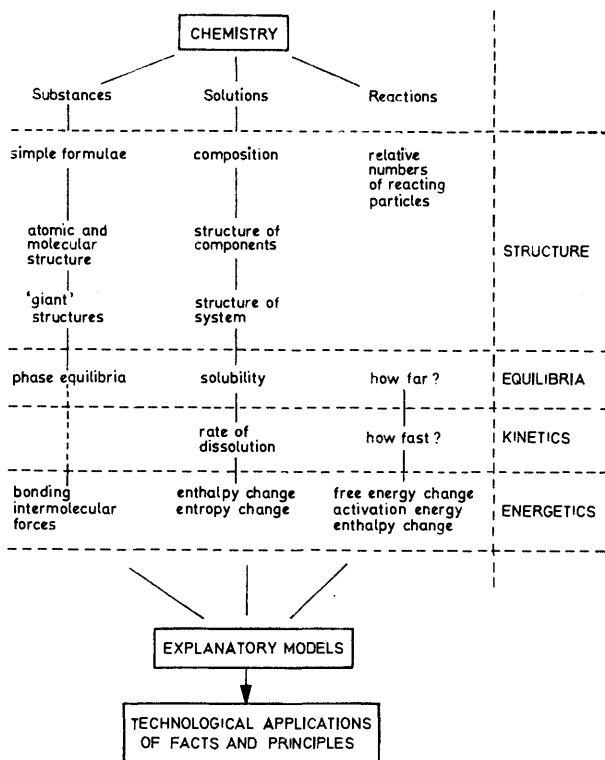 CHEMISTRY
Substances
Solutions
Reactions
simple formulae
composition
relative
numbers
of reacting
particles
atomic and
molecular
structure
structure of
components
'giant'
structures
structure of
system
STRUCTURE
phase equilibria
solubility
how far?
EQUILIBRIA
rate of
dissolution
how fast?
KINETICS
bonding
intermolecular
forces
enthalpy change
entropy change
free energy change
activation energy
enthalpy change
ENERGETICS
EXPLANATORY MODELS
TECHNOLOGICAL APPLICATIONS
OF FACTS AND PRINCIPLES